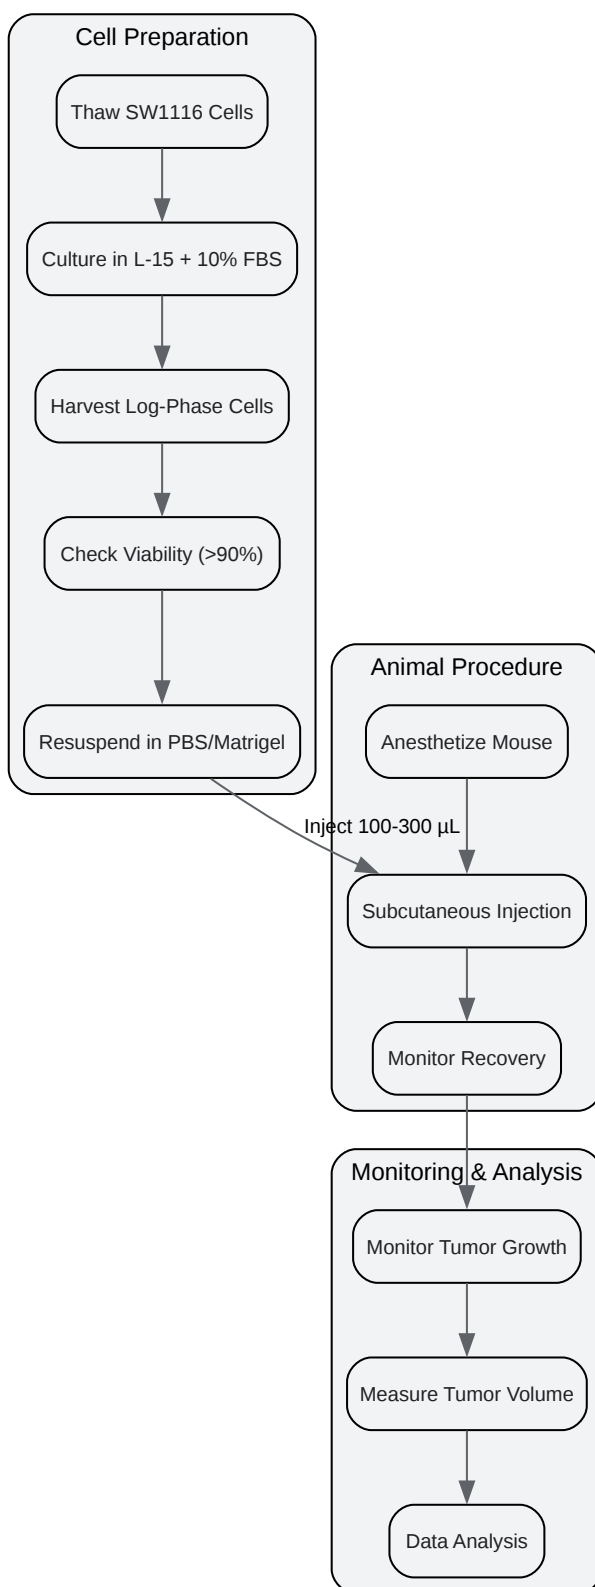 Cell Preparation
Thaw SW1116 Cells
Culture in L-15 + 10% FBS
Harvest Log-Phase Cells
Check Viability (>90%)
Resuspend in PBS/Matrigel
Animal Procedure
Anesthetize Mouse
Inject 100-300 µL
Subcutaneous Injection
Monitor Recovery
Monitoring & Analysis
Monitor Tumor Growth
Measure Tumor Volume
Data Analysis